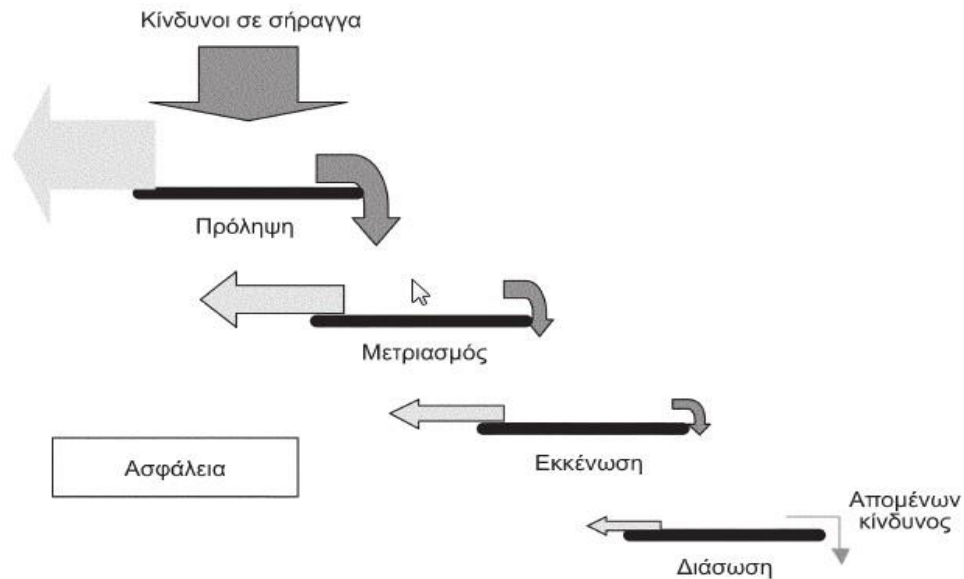 Κίνδυνοι σε σήραγγα
Πρόληψη
Μετριασμός
Εκκένωση
Ασφάλεια
Απομένων
κίνδυνος
Διάσωση